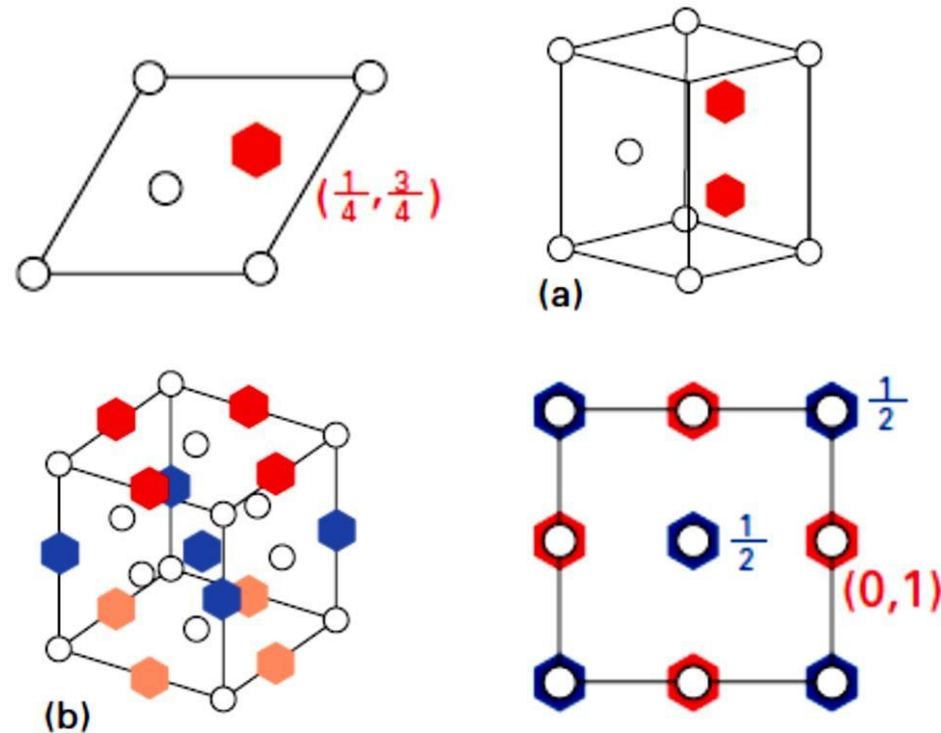 (1/4, 3/4)
(a)
1/2
1/2
(0,1)
(b)